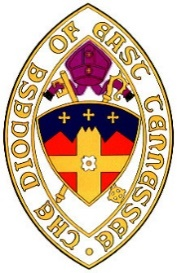 THE DIOCESE OF EAST TENNESSEE